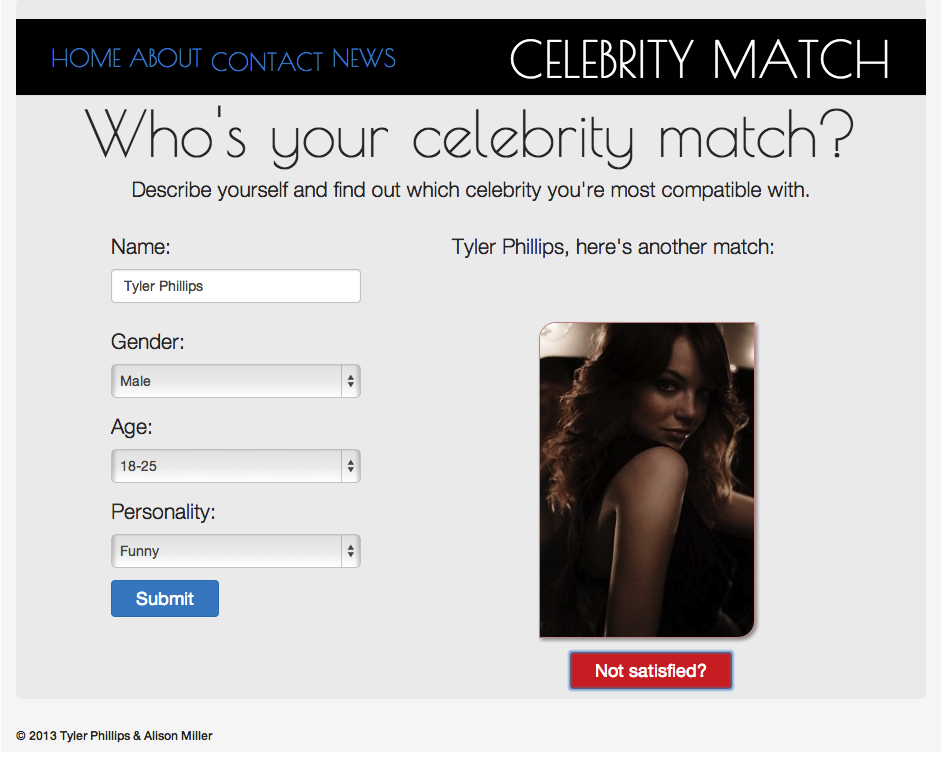 HOME ABOUT CONTACT NEWS CELEBRITY MATCH
Who's your celebrity match?
Describe yourself and find out which celebrity you're most compatible with.
Name:
Tyler Phillips
Gender:
Male
Age:
18-25
Personality:
Funny
Submit
Tyler Phillips, here's another match:
Not satisfied?
© 2013 Tyler Phillips & Alison Miller